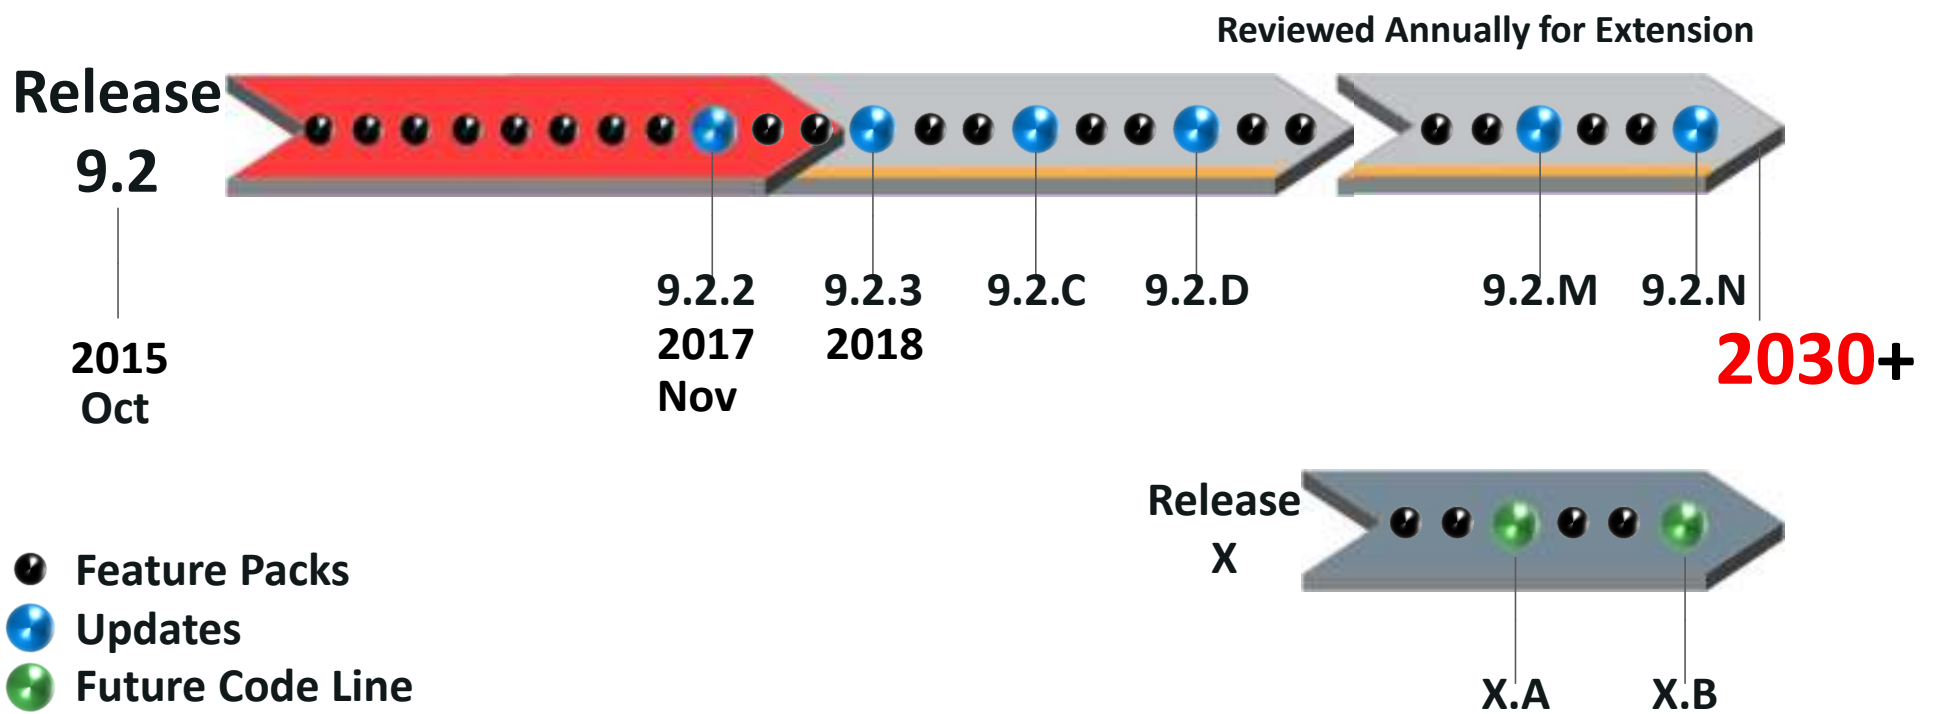 Reviewed Annually for Extension
Release
9.2
9.2.2
9.2.3
9.2.C
9.2.D
9.2.M
9.2.N
2015
Oct
2017
Nov
2018
2030+
Release
X
Feature Packs
Updates
Future Code Line
X.A
X.B